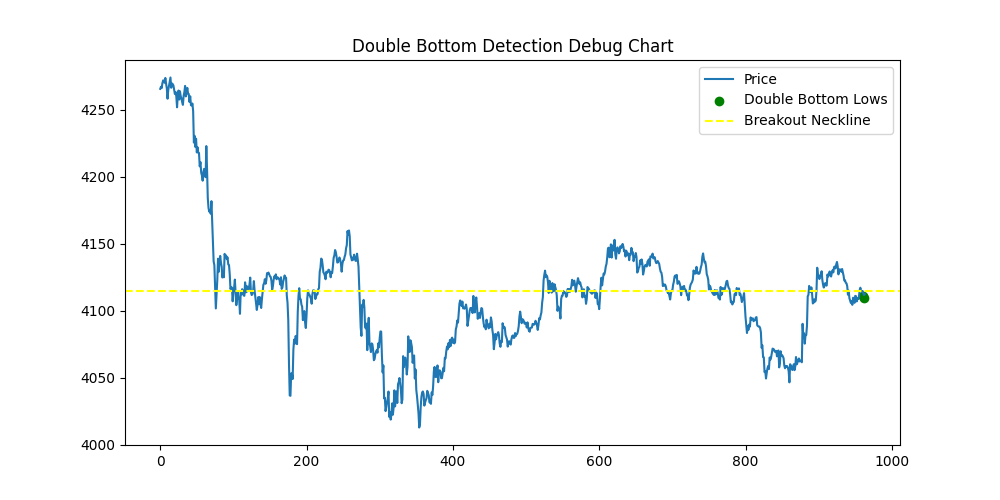 Double Bottom Detection Debug Chart
Price
Double Bottom Lows
Breakout Neckline
4250
4200
4150
4100
4050
4000
0 200 400 600 800 1000